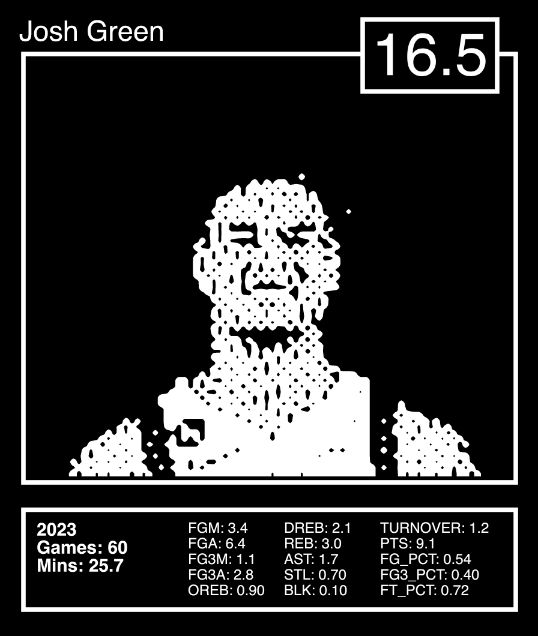 Josh Green
16.5
2023
Games: 60
Mins: 25.7
FGM: 3.4
FGA: 6.4
FG3M: 1.1
FG3A: 2.8
OREB: 0.90
DREB: 2.1
REB: 3.0
AST: 1.7
STL: 0.70
BLK: 0.10
TURNOVER: 1.2
PTS: 9.1
FG_PCT: 0.54
FG3_PCT: 0.40
FT_PCT: 0.72